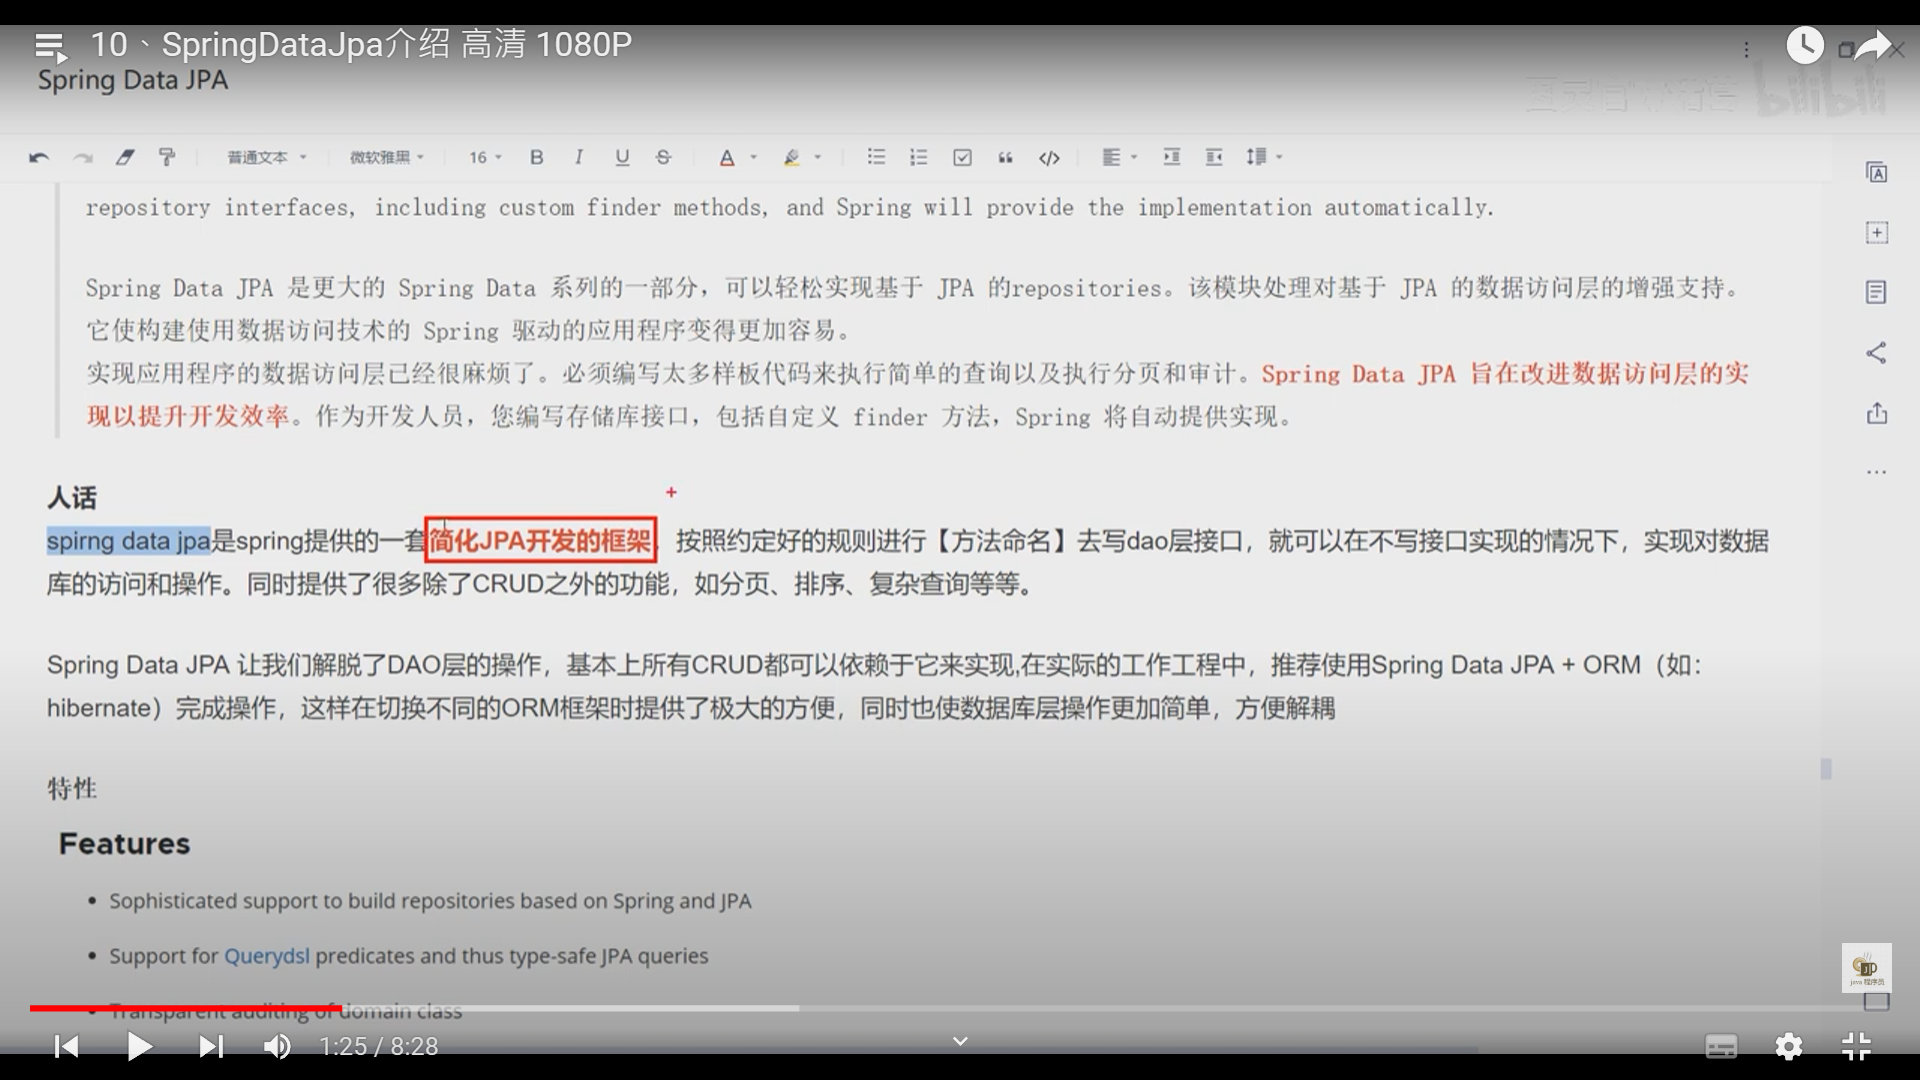 10、SpringDataJpa介绍 高清 1080P
Spring Data JPA
bilibili
普通文本 微软雅黑 16 B I U S A
repository interfaces, including custom finder methods, and Spring will provide the implementation automatically.
Spring Data JPA 是更大的 Spring Data 系列的一部分，可以轻松实现基于 JPA 的repositories。该模块处理对基于 JPA 的数据访问层的增强支持。
它使构建使用数据访问技术的 Spring 驱动的应用程序变得更加容易。
实现应用程序的数据访问层已经很麻烦了。必须编写太多样板代码来执行简单的查询以及执行分页和审计。Spring Data JPA 旨在改进数据访问层的实
现以提升开发效率。作为开发人员，您编写存储库接口，包括自定义 finder 方法，Spring 将自动提供实现。
人话
spirng data jpa是spring提供的一套简化JPA开发的框架，按照约定好的规则进行【方法命名】去写dao层接口，就可以在不写接口实现的情况下，实现对数据
库的访问和操作。同时提供了很多除了CRUD之外的功能，如分页、排序、复杂查询等等。
Spring Data JPA 让我们解脱了DAO层的操作，基本上所有CRUD都可以依赖于它来实现,在实际的工作工程中，推荐使用Spring Data JPA + ORM（如：
hibernate）完成操作，这样在切换不同的ORM框架时提供了极大的方便，同时也使数据库层操作更加简单，方便解耦
特性
Features
• Sophisticated support to build repositories based on Spring and JPA
• Support for Querydsl predicates and thus type-safe JPA queries
• Transparent auditing of domain class
java 程序员
1:25 / 8:28